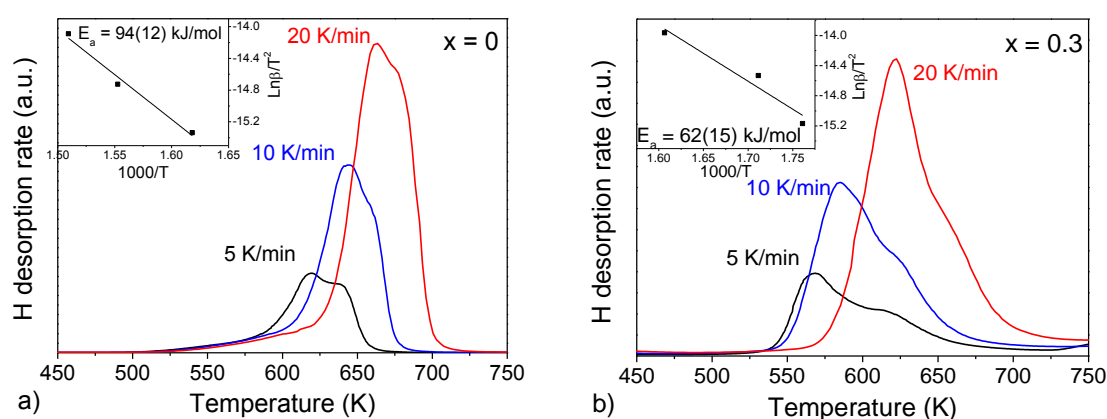 E_a = 94(12) kJ/mol
-14.0
-14.4
-14.8
-15.2
Lnβ/T²
1.50 1.55 1.60 1.65
1000/T
x = 0
20 K/min
10 K/min
5 K/min
H desorption rate (a.u.)
450 500 550 600 650 700 750
Temperature (K)
a)
-14.0
-14.4
-14.8
-15.2
Lnβ/T²
E_a = 62(15) kJ/mol
1.60 1.65 1.70 1.75
1000/T
x = 0.3
20 K/min
10 K/min
5 K/min
H desorption rate (a.u.)
450 500 550 600 650 700 750
Temperature (K)
b)